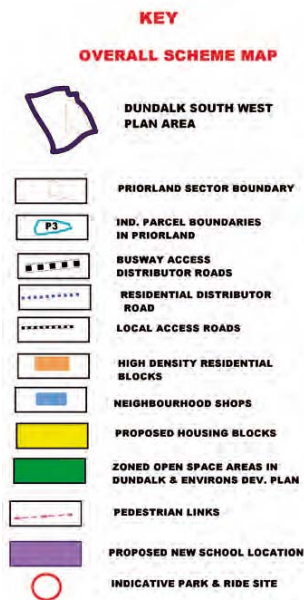 KEY
OVERALL SCHEME MAP
DUNDALK SOUTH WEST
PLAN AREA
PRIORLAND SECTOR BOUNDARY
P3
IND. PARCEL BOUNDARIES
IN PRIORLAND
BUSWAY ACCESS
DISTRIBUTOR ROADS
RESIDENTIAL DISTRIBUTOR
ROAD
LOCAL ACCESS ROADS
HIGH DENSITY RESIDENTIAL
BLOCKS
NEIGHBOURHOOD SHOPS
PROPOSED HOUSING BLOCKS
ZONED OPEN SPACE AREAS IN
DUNDALK & ENVIRONS DEV. PLAN
PEDESTRIAN LINKS
PROPOSED NEW SCHOOL LOCATION
INDICATIVE PARK & RIDE SITE